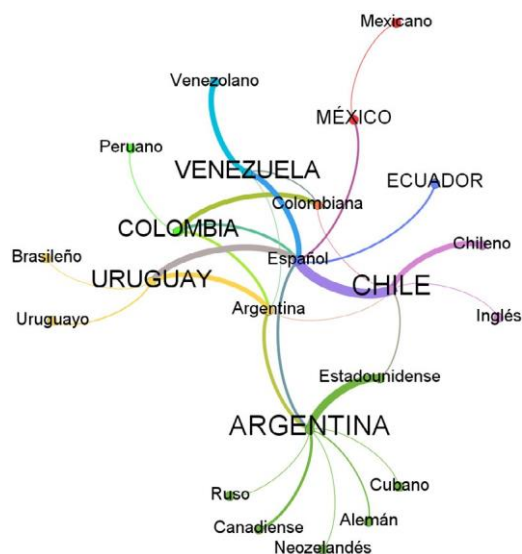 Mexicano
Venezolano
MÉXICO
Peruano
VENEZUELA
ECUADOR
Colombiana
COLOMBIA
Chileno
Brasileño
Español
URUGUAY
CHILE
Uruguayo
Argentina
Inglés
Estadounidense
ARGENTINA
Cubano
Ruso
Alemán
Canadiense
Neozelandés